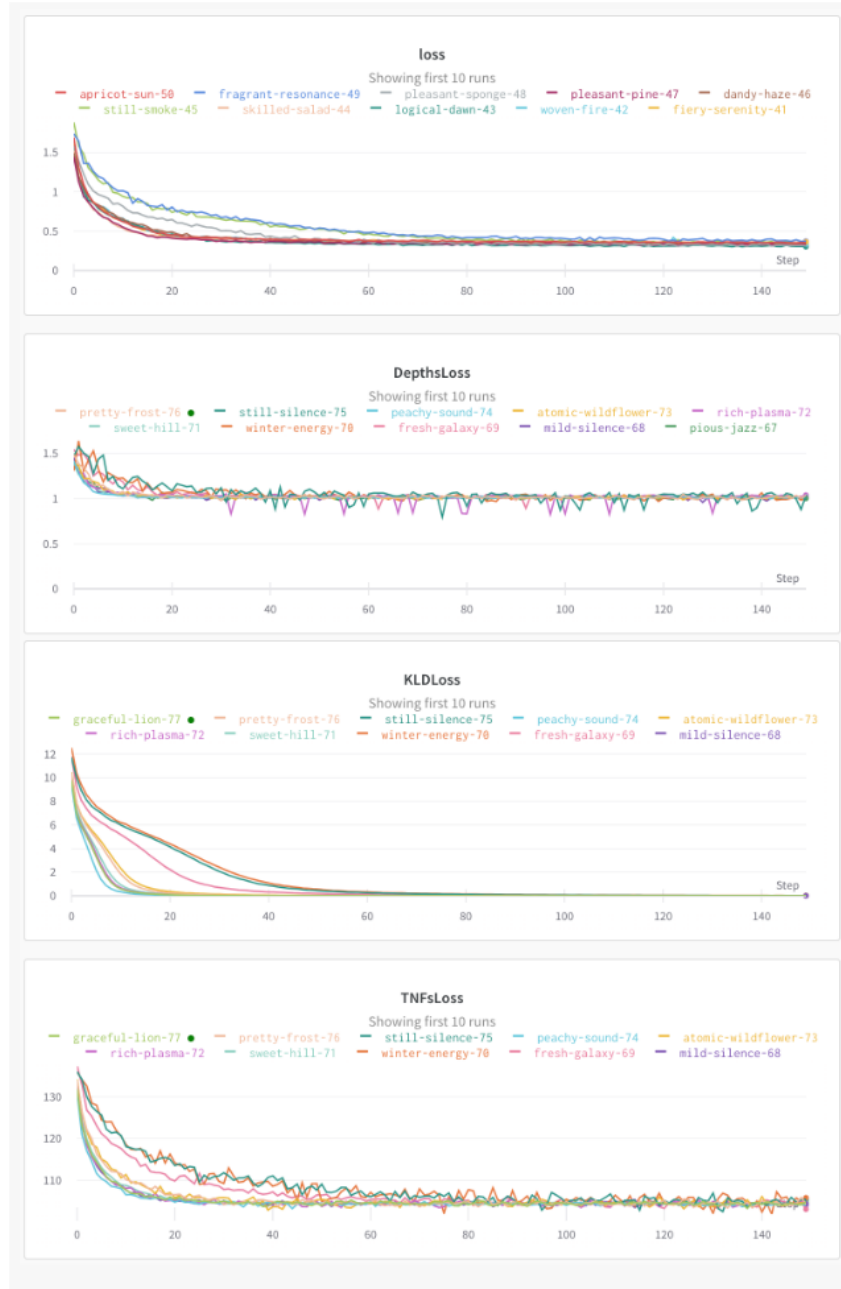 loss
Showing first 10 runs
apricot-sun-50 fragrant-resonance-49 pleasant-sponge-48 pleasant-pine-47 dandy-haze-46
still-smoke-45 skilled-salad-44 logical-dawn-43 woven-fire-42 fiery-serenity-41
1.5
1
0.5
0
Step
0 20 40 60 80 100 120 140
DepthsLoss
Showing first 10 runs
pretty-frost-76 still-silence-75 peachy-sound-74 atomic-wildflower-73 rich-plasma-72
sweet-hill-71 winter-energy-70 fresh-galaxy-69 mild-silence-68 pious-jazz-67
1.5
1
0.5
0
Step
0 20 40 60 80 100 120 140
KLDLoss
Showing first 10 runs
graceful-lion-77 pretty-frost-76 still-silence-75 peachy-sound-74 atomic-wildflower-73
rich-plasma-72 sweet-hill-71 winter-energy-70 fresh-galaxy-69 mild-silence-68
12
10
8
6
4
2
0
Step
0 20 40 60 80 100 120 140
TNFsLoss
Showing first 10 runs
graceful-lion-77 pretty-frost-76 still-silence-75 peachy-sound-74 atomic-wildflower-73
rich-plasma-72 sweet-hill-71 winter-energy-70 fresh-galaxy-69 mild-silence-68
130
120
110
Step
0 20 40 60 80 100 120 140